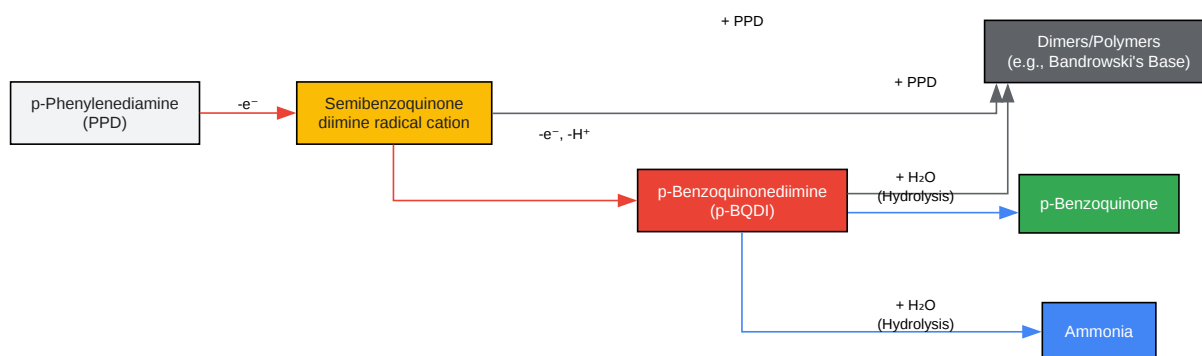 + PPD
Dimers/Polymers
(e.g., Bandrowski's Base)
+ PPD
p-Phenylenediamine
(PPD)
-e⁻
Semibenzoquinone
diimine radical cation
-e⁻, -H⁺
p-Benzoquinonediimine
(p-BQDI)
+ H₂O
(Hydrolysis)
p-Benzoquinone
+ H₂O
(Hydrolysis)
Ammonia